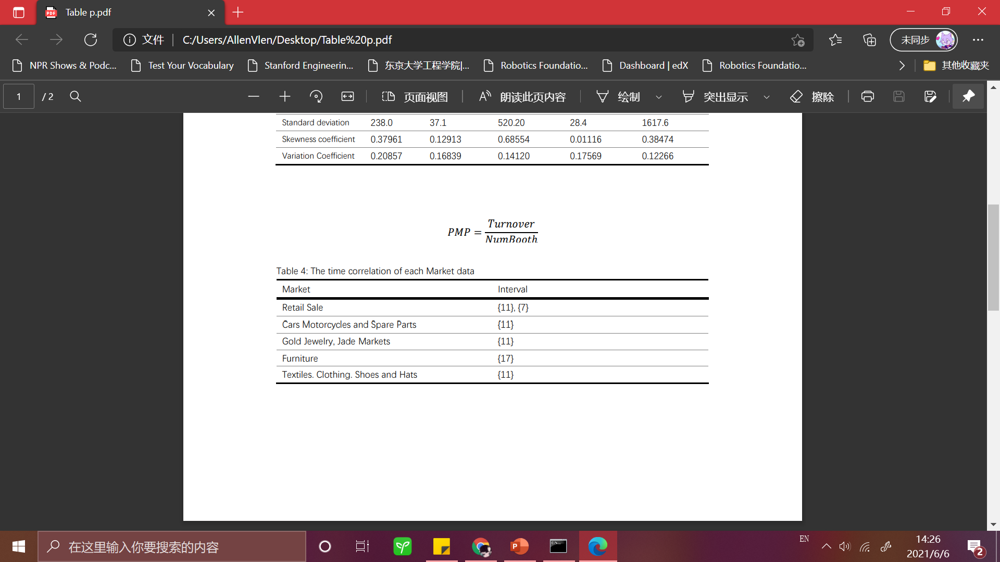 Table p.pdf
文件 C:/Users/AllenVlen/Desktop/Table%20p.pdf 未同步
NPR Shows & Podc... Test Your Vocabulary Stanford Engineerin... 东京大学工程学院|... Robotics Foundatio... Dashboard | edX Robotics Foundatio... 其他收藏夹
1 / 2 页面视图 朗读此页内容 绘制 突出显示 擦除
Standard deviation 238.0 37.1 520.20 28.4 1617.6
Skewness coefficient 0.37961 0.12913 0.68554 0.01116 0.38474
Variation Coefficient 0.20857 0.16839 0.14120 0.17569 0.12266
PMP = Turnover
NumBooth
Table 4: The time correlation of each Market data
Market Interval
Retail Sale {11}, {7}
Cars Motorcycles and Spare Parts {11}
Gold Jewelry, Jade Markets {11}
Furniture {17}
Textiles. Clothing. Shoes and Hats {11}
在这里输入你要搜索的内容
EN
14:26
2021/6/6
2